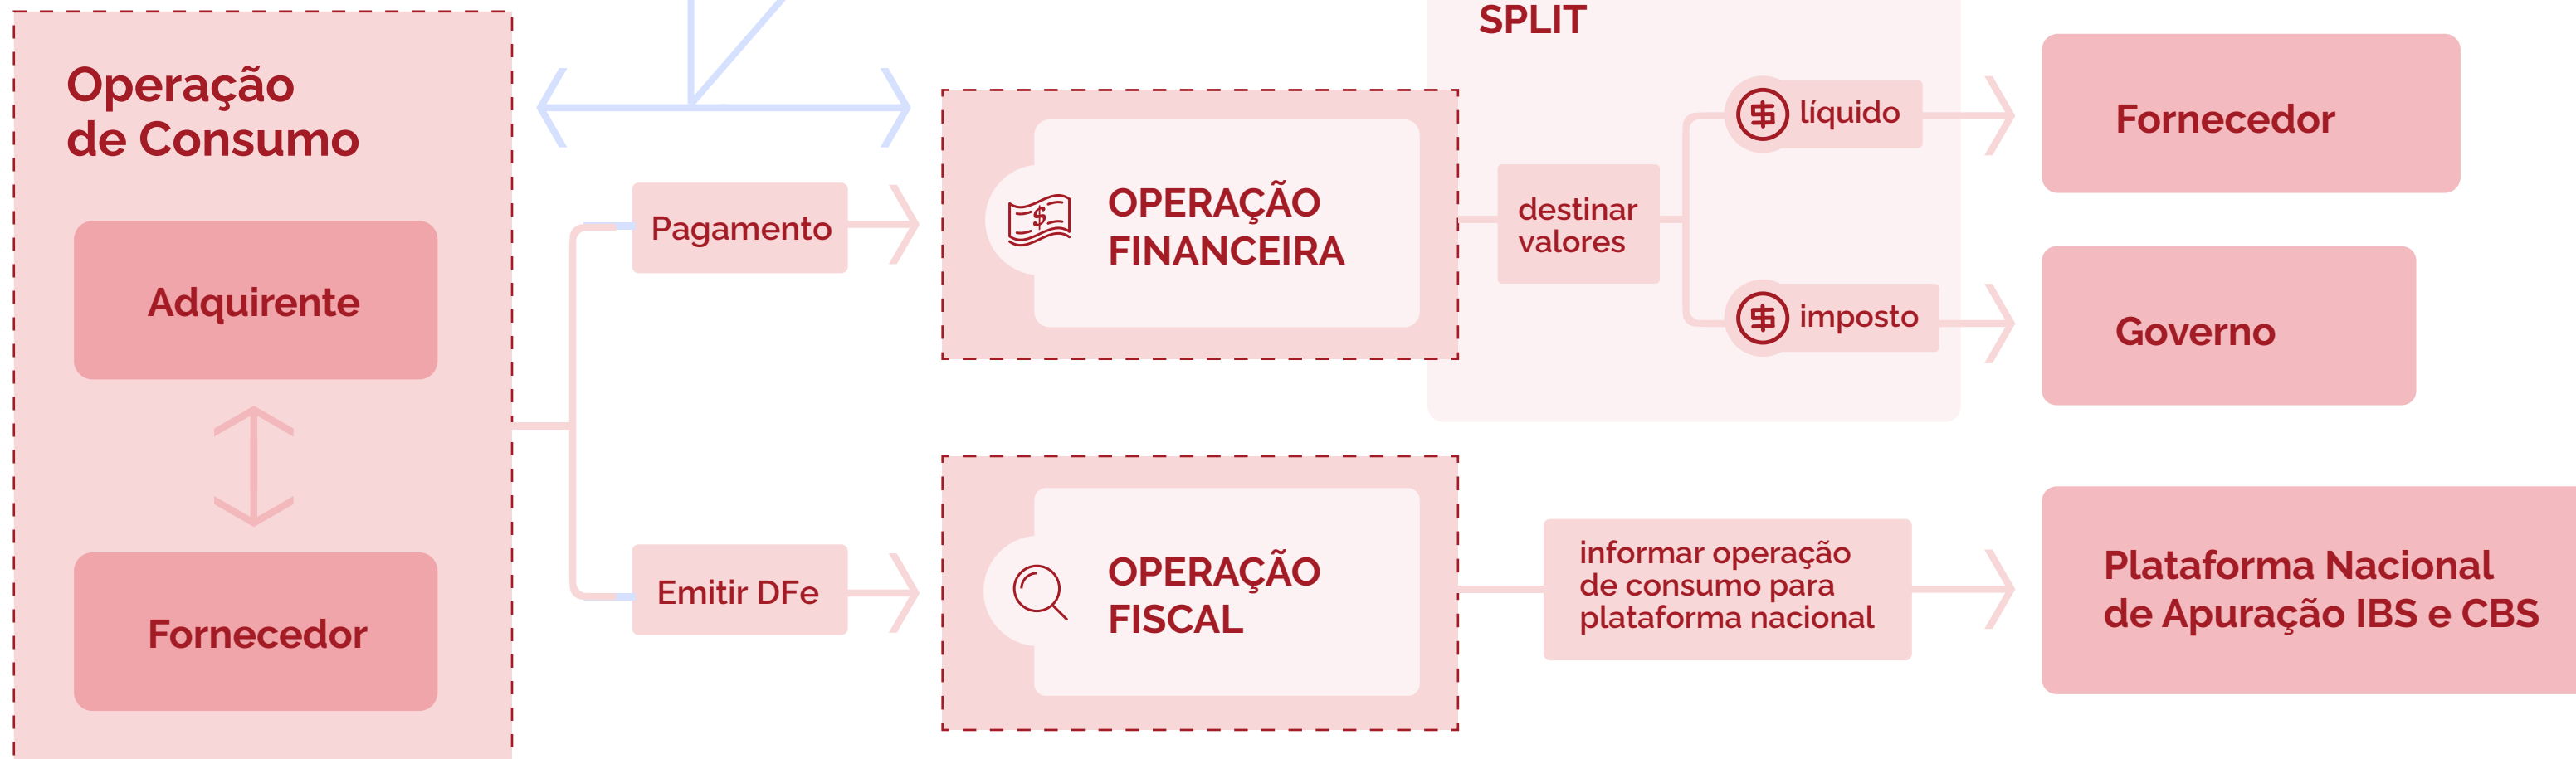 Operação
de Consumo
Adquirente
Fornecedor
Pagamento
Emitir DFe
OPERAÇÃO
FINANCEIRA
OPERAÇÃO
FISCAL
SPLIT
destinar
valores
líquido
imposto
informar operação
de consumo para
plataforma nacional
Fornecedor
Governo
Plataforma Nacional
de Apuração IBS e CBS